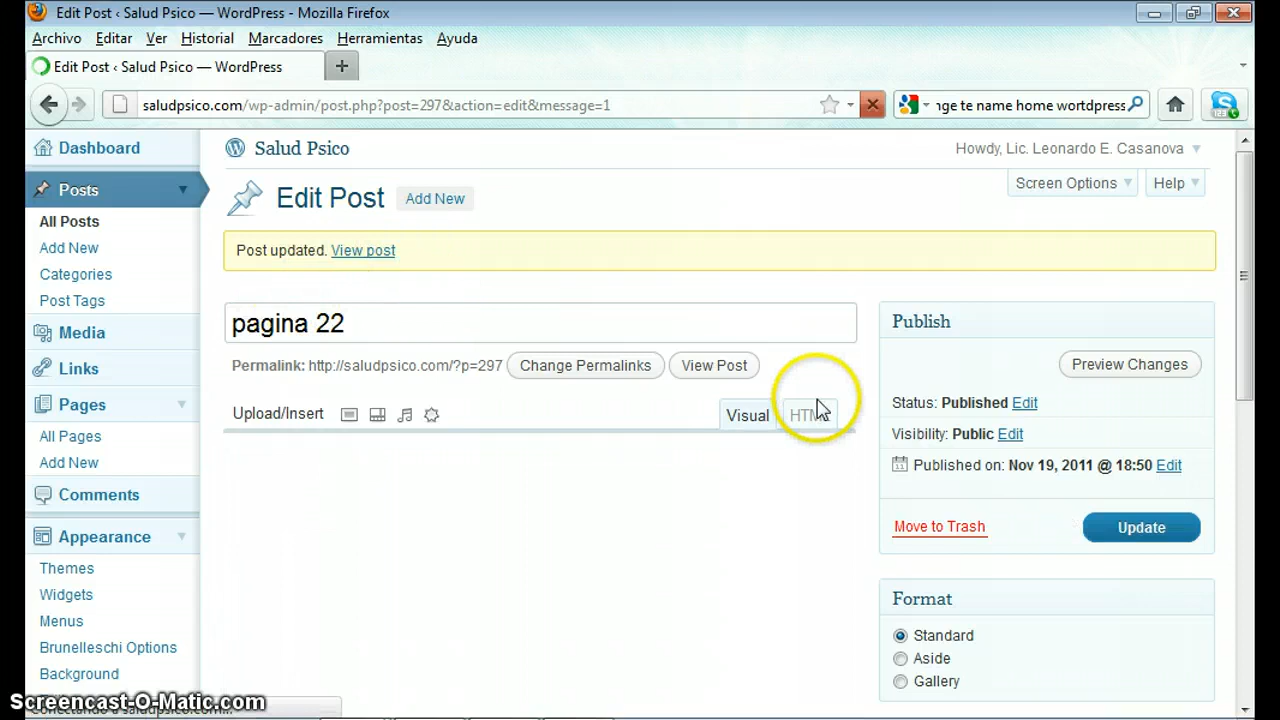 Edit Post ‹ Salud Psico — WordPress - Mozilla Firefox
Archivo Editar Ver Historial Marcadores Herramientas Ayuda
Edit Post ‹ Salud Psico — WordPress
saludpsico.com/wp-admin/post.php?post=297&action=edit&message=1
te name home wortdpress
Dashboard
Salud Psico
Howdy, Lic. Leonardo E. Casanova
Posts
Edit Post
Add New
Screen Options
Help
All Posts
Add New
Categories
Post Tags
Post updated. View post
Media
Links
Pages
All Pages
Add New
Comments
Appearance
Themes
Widgets
Menus
Brunelleschi Options
Background
pagina 22
Permalink: http://saludpsico.com/?p=297 Change Permalinks View Post
Upload/Insert
Visual
Publish
Preview Changes
Status: Published Edit
Visibility: Public Edit
Published on: Nov 19, 2011 @ 18:50 Edit
Move to Trash
Update
Format
Standard
Aside
Gallery
Screencast-O-Matic.com